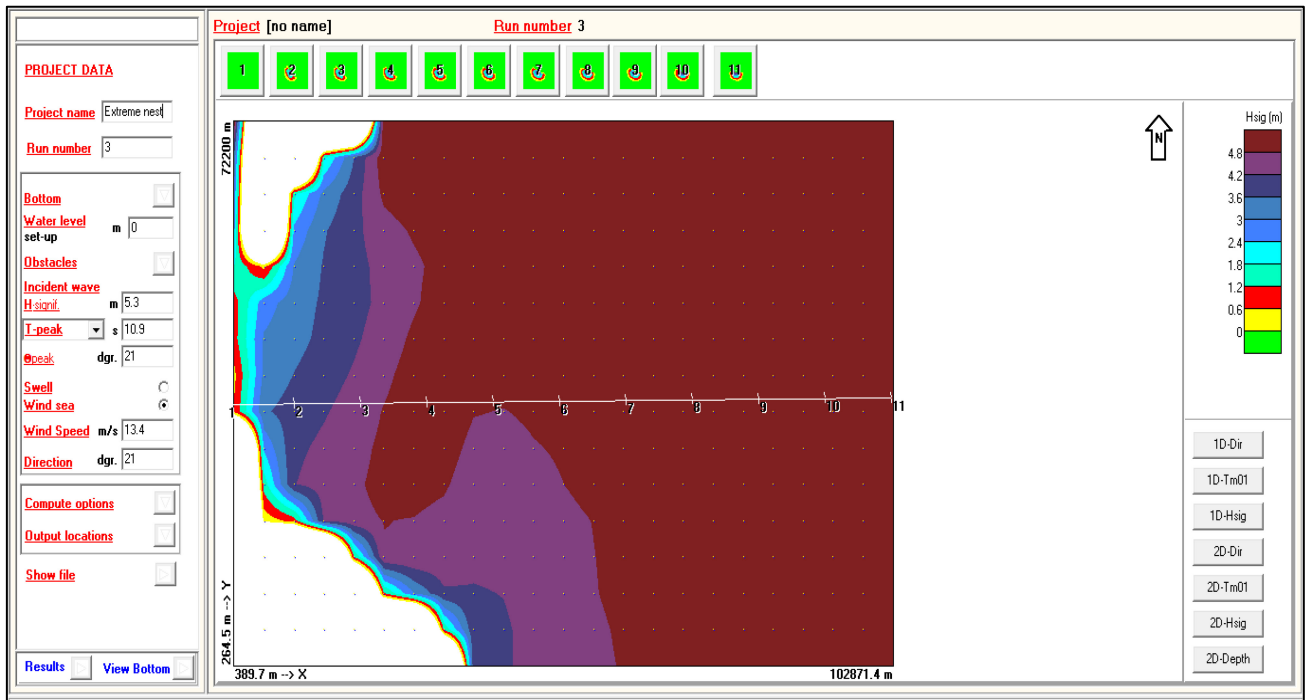 Project [no name] Run number 3
1 2 3 4 5 6 7 8 9 10 11
PROJECT DATA
Project name Extreme nest
Run number 3
Bottom
Water level m 0
set-up
Obstacles
Incident wave
H-signif. m 5.3
T-peak s 10.9
Θpeak dgr. 21
Swell
Wind sea
Wind Speed m/s 13.4
Direction dgr. 21
Compute options
Output locations
Show file
Results View Bottom
72200 m
264.5 m --> Y
1 2 3 4 5 6 7 8 9 10 11
389.7 m --> X 102871.4 m
N
Hsig (m)
4.8
4.2
3.6
3
2.4
1.8
1.2
0.6
0
1D-Dir
1D-Tm01
1D-Hsig
2D-Dir
2D-Tm01
2D-Hsig
2D-Depth